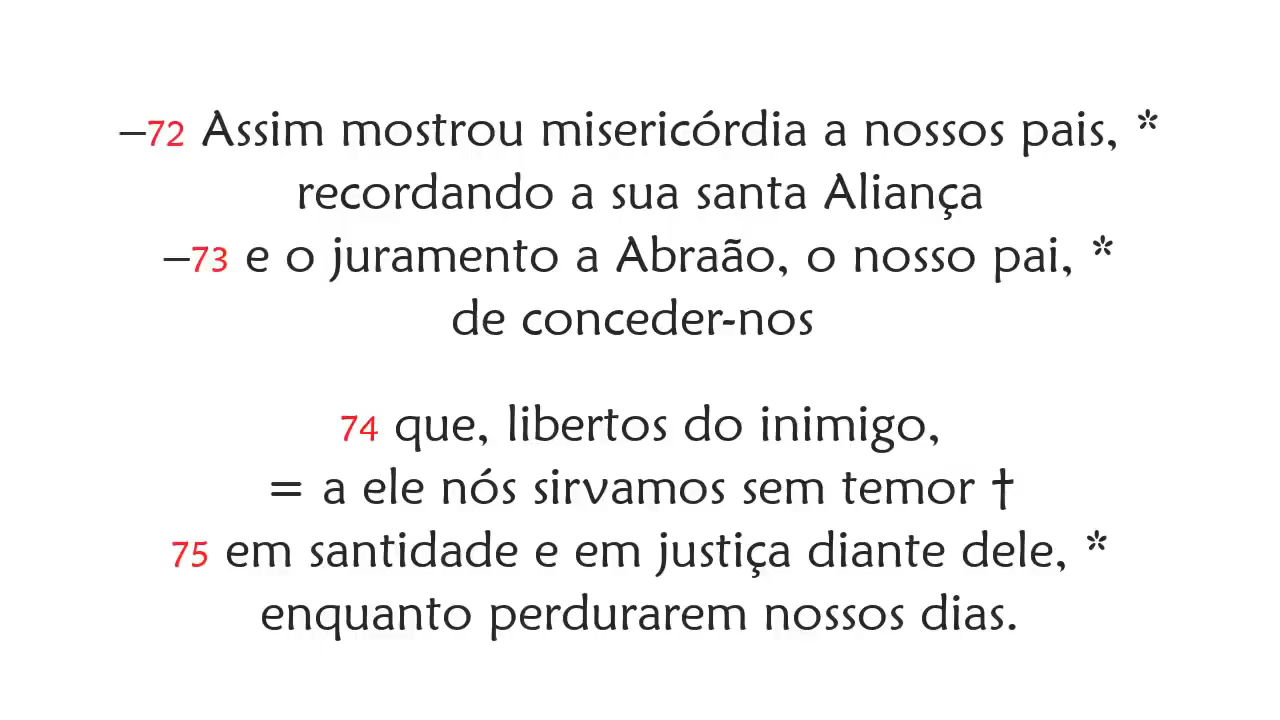 –72 Assim mostrou misericórdia a nossos pais, *
recordando a sua santa Aliança
–73 e o juramento a Abraão, o nosso pai, *
de conceder-nos
74 que, libertos do inimigo,
= a ele nós sirvamos sem temor †
75 em santidade e em justiça diante dele, *
enquanto perdurarem nossos dias.